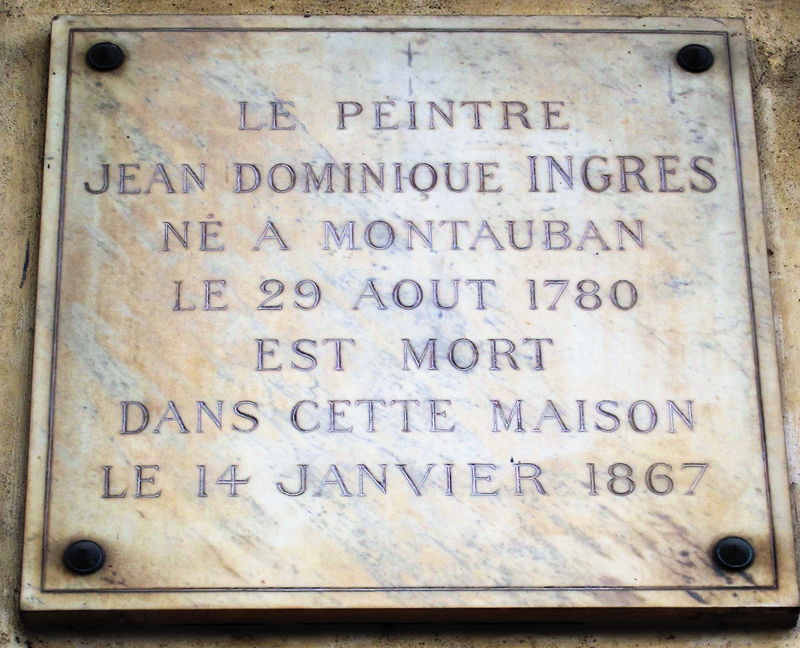 LE PEINTRE
JEAN DOMINIQUE INGRES
NÉ A MONTAUBAN
LE 29 AOUT 1780
EST MORT
DANS CETTE MAISON
LE 14 JANVIER 1867